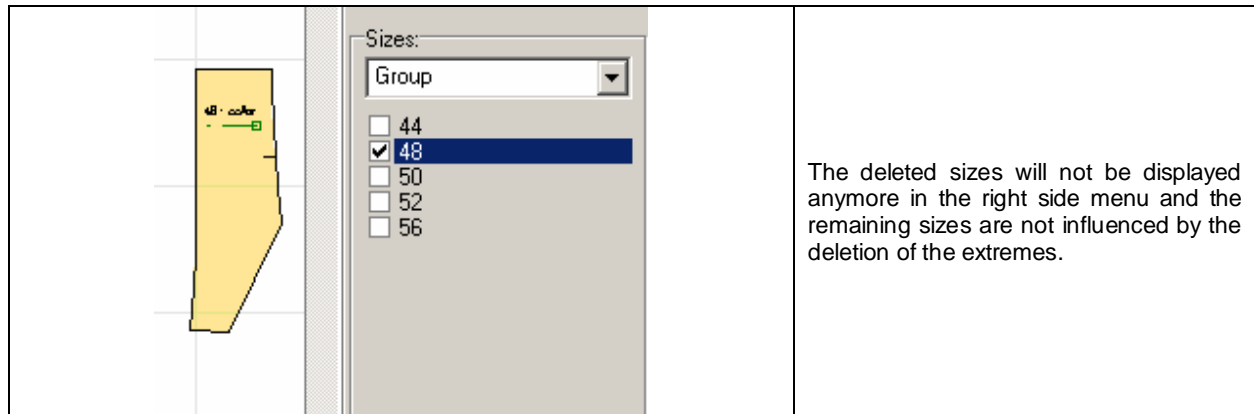 Sizes:
Group
48 - collar
44
48
50
52
56
The deleted sizes will not be displayed
anymore in the right side menu and the
remaining sizes are not influenced by the
deletion of the extremes.